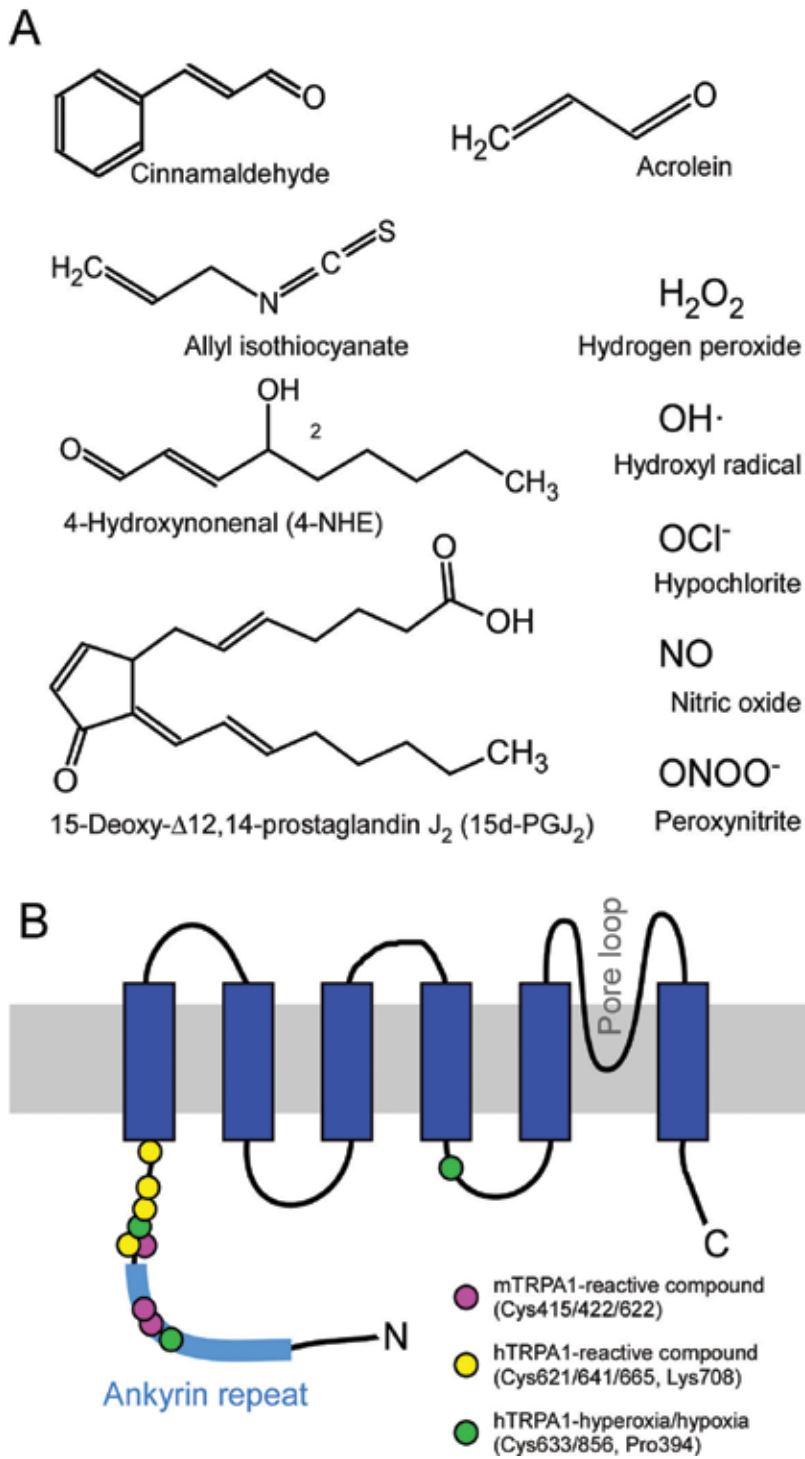 A
O
Cinnamaldehyde
H2C
O
Acrolein
H2C
N
C
S
Allyl isothiocyanate
H2O2
Hydrogen peroxide
O
OH
2
CH3
4-Hydroxynonenal (4-NHE)
OH·
Hydroxyl radical
OCl-
Hypochlorite
O
OH
O
CH3
15-Deoxy-Δ12,14-prostaglandin J2 (15d-PGJ2)
NO
Nitric oxide
ONOO-
Peroxynitrite
B
Pore loop
C
N
Ankyrin repeat
mTRPA1-reactive compound
(Cys415/422/622)
hTRPA1-reactive compound
(Cys621/641/665, Lys708)
hTRPA1-hyperoxia/hypoxia
(Cys633/856, Pro394)